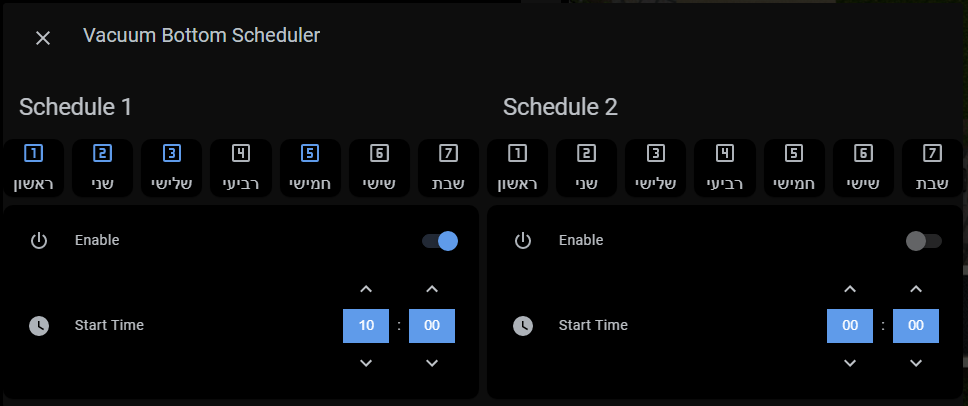 Vacuum Bottom Scheduler
Schedule 1
1 2 3 4 5 6 7
ראשון שני שלישי רביעי חמישי שישי שבת
Enable
Start Time 10 : 00
Schedule 2
1 2 3 4 5 6 7
ראשון שני שלישי רביעי חמישי שישי שבת
Enable
Start Time 00 : 00